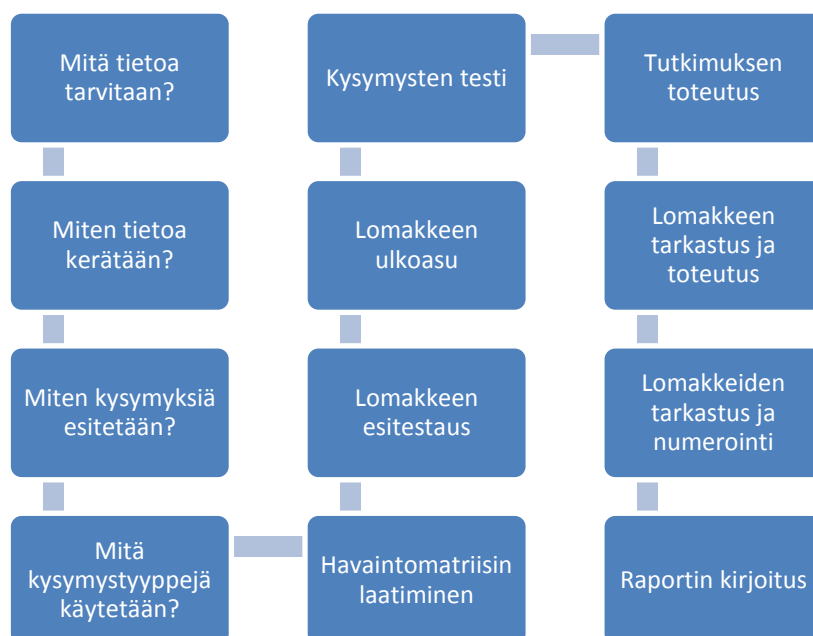 Mitä tietoa
tarvitaan?
Miten tietoa
kerätään?
Miten kysymyksiä
esitetään?
Mitä
kysymystyyppejä
käytetään?
Havaintomatriisin
laatiminen
Lomakkeen
esitestaus
Lomakkeen
ulkoasu
Kysymysten testi
Tutkimuksen
toteutus
Lomakkeen
tarkastus ja
toteutus
Lomakkeiden
tarkastus ja
numerointi
Raportin kirjoitus